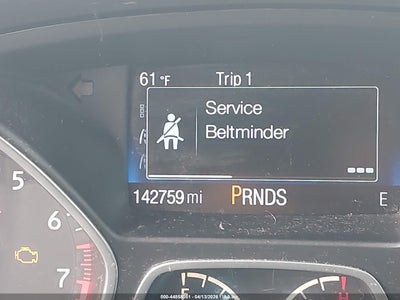 61 °F Trip 1
Service
Beltminder
142759 mi PRNDS E
5
6
7
E F